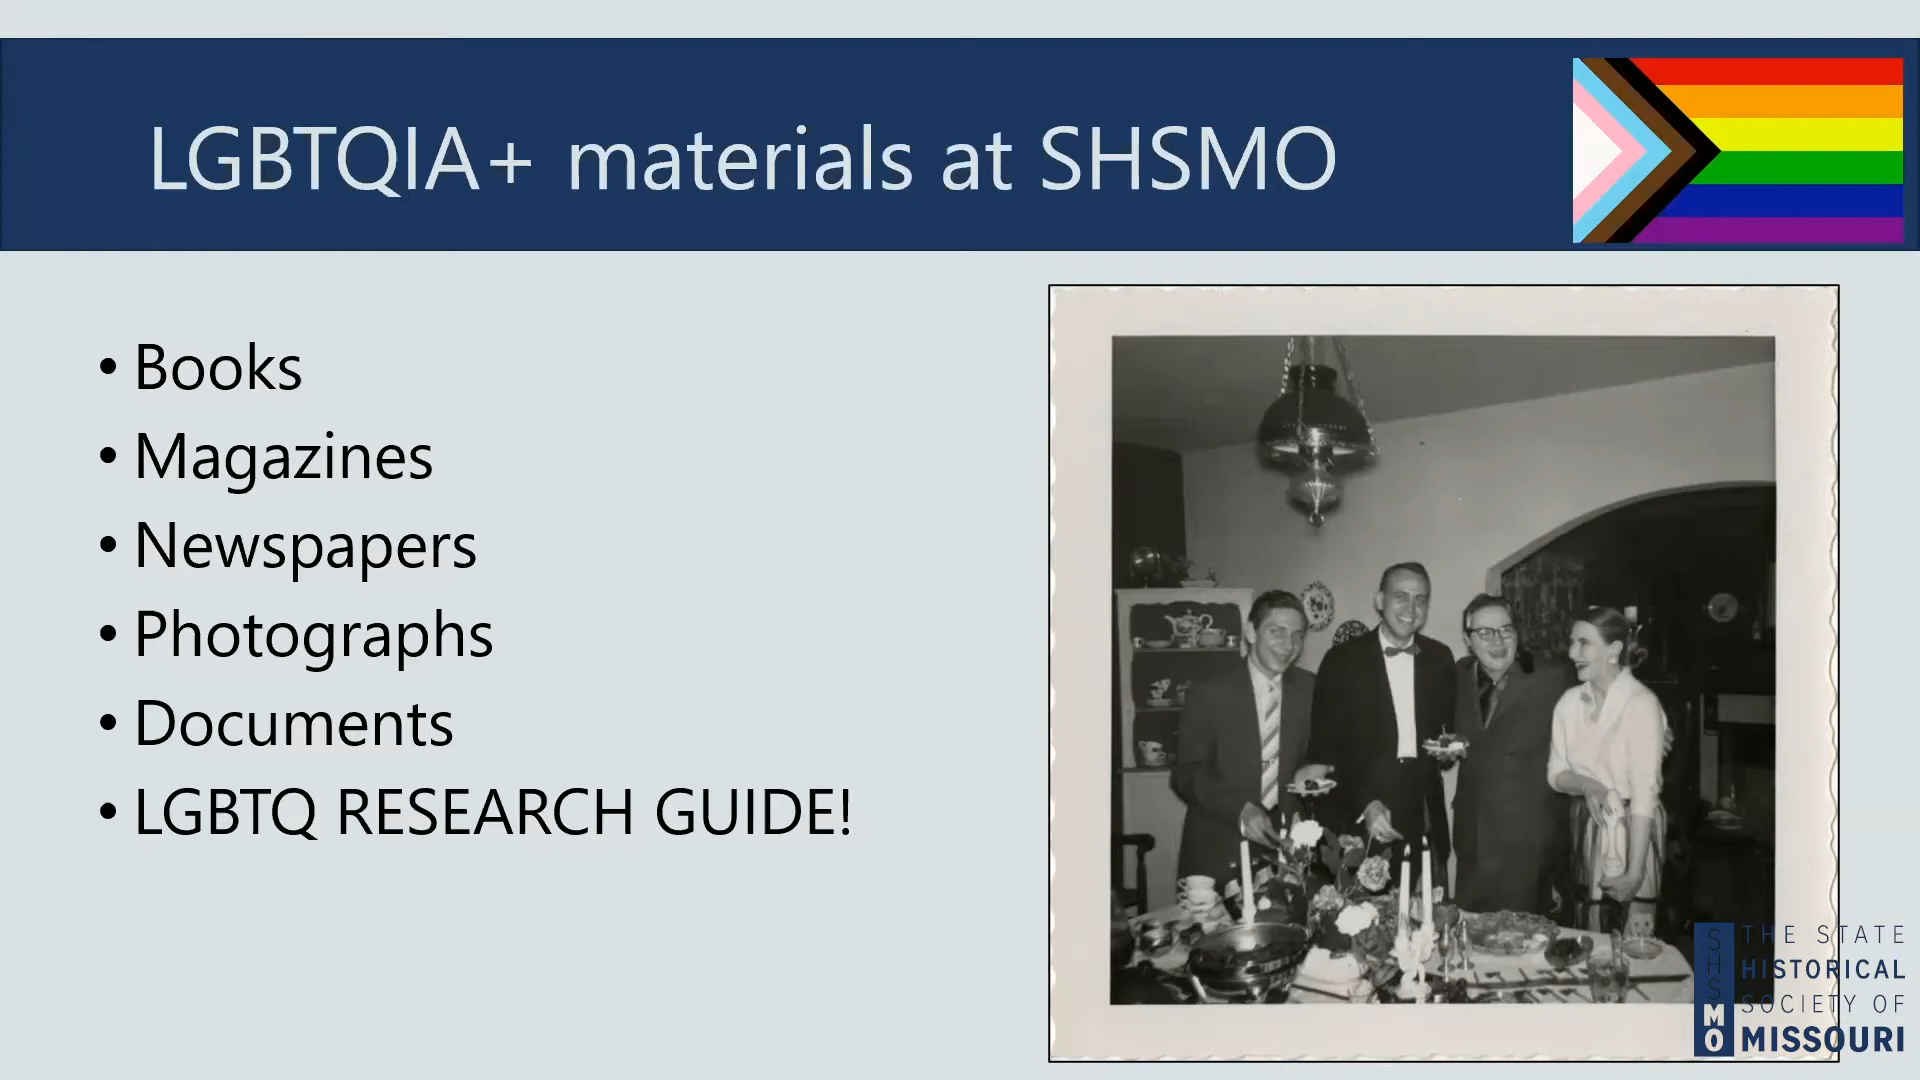 LGBTQIA+ materials at SHSMO
• Books
• Magazines
• Newspapers
• Photographs
• Documents
• LGBTQ RESEARCH GUIDE!
SHSMO
THE STATE
HISTORICAL
SOCIETY OF
MISSOURI